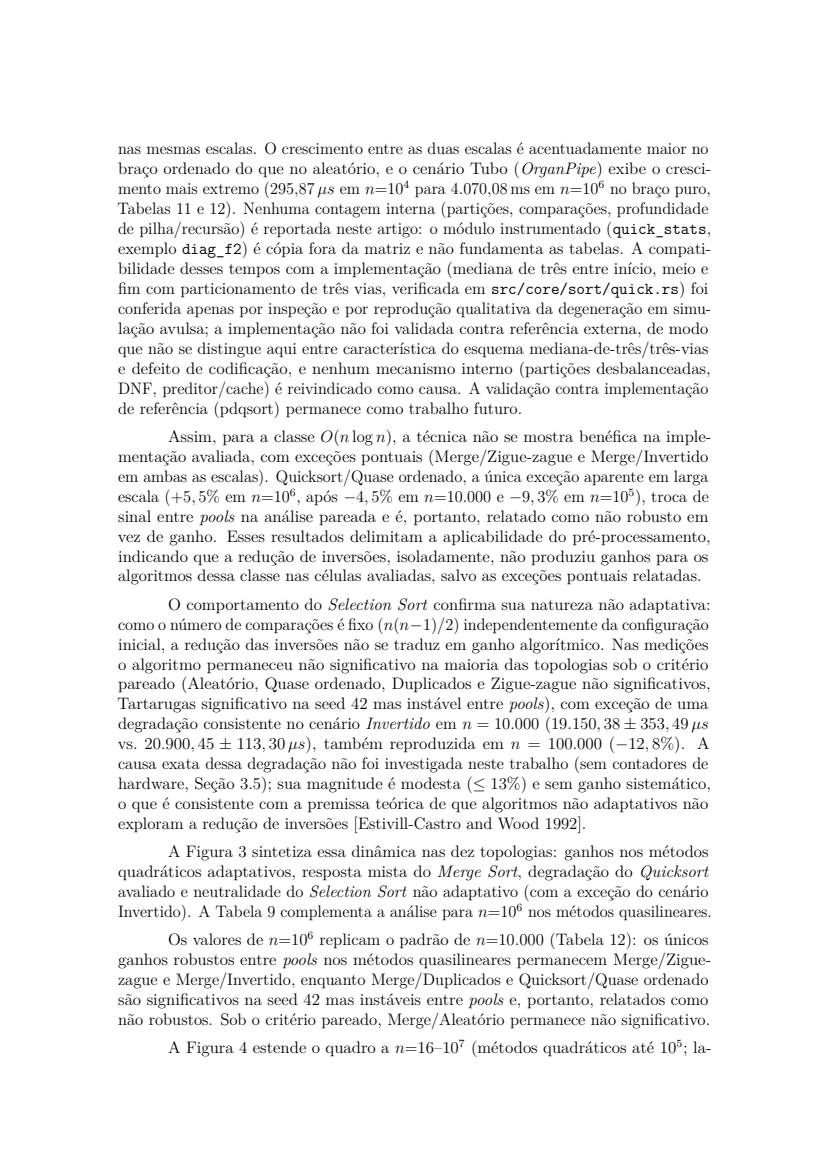 nas mesmas escalas. O crescimento entre as duas escalas é acentuadamente maior no
braço ordenado do que no aleatório, e o cenário Tubo (OrganPipe) exibe o cresci-
mento mais extremo (295,87 μs em n=10⁴ para 4.070,08 ms em n=10⁶ no braço puro,
Tabelas 11 e 12). Nenhuma contagem interna (partições, comparações, profundidade
de pilha/recursão) é reportada neste artigo: o módulo instrumentado (quick_stats,
exemplo diag_f2) é cópia fora da matriz e não fundamenta as tabelas. A compati-
bilidade desses tempos com a implementação (mediana de três entre início, meio e
fim com particionamento de três vias, verificada em src/core/sort/quick.rs) foi
conferida apenas por inspeção e por reprodução qualitativa da degeneração em simu-
lação avulsa; a implementação não foi validada contra referência externa, de modo
que não se distingue aqui entre característica do esquema mediana-de-três/três-vias
e defeito de codificação, e nenhum mecanismo interno (partições desbalanceadas,
DNF, preditor/cache) é reivindicado como causa. A validação contra implementação
de referência (pdqsort) permanece como trabalho futuro.
Assim, para a classe O(n log n), a técnica não se mostra benéfica na imple-
mentação avaliada, com exceções pontuais (Merge/Zigue-zague e Merge/Invertido
em ambas as escalas). Quicksort/Quase ordenado, a única exceção aparente em larga
escala (+5,5% em n=10⁶, após −4,5% em n=10.000 e −9,3% em n=10⁵), troca de
sinal entre pools na análise pareada e é, portanto, relatado como não robusto em
vez de ganho. Esses resultados delimitam a aplicabilidade do pré-processamento,
indicando que a redução de inversões, isoladamente, não produziu ganhos para os
algoritmos dessa classe nas células avaliadas, salvo as exceções pontuais relatadas.
O comportamento do Selection Sort confirma sua natureza não adaptativa:
como o número de comparações é fixo (n(n−1)/2) independentemente da configuração
inicial, a redução das inversões não se traduz em ganho algorítmico. Nas medições
o algoritmo permaneceu não significativo na maioria das topologias sob o critério
pareado (Aleatório, Quase ordenado, Duplicados e Zigue-zague não significativos,
Tartarugas significativo na seed 42 mas instável entre pools), com exceção de uma
degradação consistente no cenário Invertido em n = 10.000 (19.150, 38 ± 353, 49 μs
vs. 20.900, 45 ± 113, 30 μs), também reproduzida em n = 100.000 (−12, 8%). A
causa exata dessa degradação não foi investigada neste trabalho (sem contadores de
hardware, Seção 3.5); sua magnitude é modesta (≤ 13%) e sem ganho sistemático,
o que é consistente com a premissa teórica de que algoritmos não adaptativos não
exploram a redução de inversões [Estivill-Castro and Wood 1992].
A Figura 3 sintetiza essa dinâmica nas dez topologias: ganhos nos métodos
quadráticos adaptativos, resposta mista do Merge Sort, degradação do Quicksort
avaliado e neutralidade do Selection Sort não adaptativo (com a exceção do cenário
Invertido). A Tabela 9 complementa a análise para n=10⁶ nos métodos quasilineares.
Os valores de n=10⁶ replicam o padrão de n=10.000 (Tabela 12): os únicos
ganhos robustos entre pools nos métodos quasilineares permanecem Merge/Zigue-
zague e Merge/Invertido, enquanto Merge/Duplicados e Quicksort/Quase ordenado
são significativos na seed 42 mas instáveis entre pools e, portanto, relatados como
não robustos. Sob o critério pareado, Merge/Aleatório permanece não significativo.
A Figura 4 estende o quadro a n=16–10⁷ (métodos quadráticos até 10⁵; la-